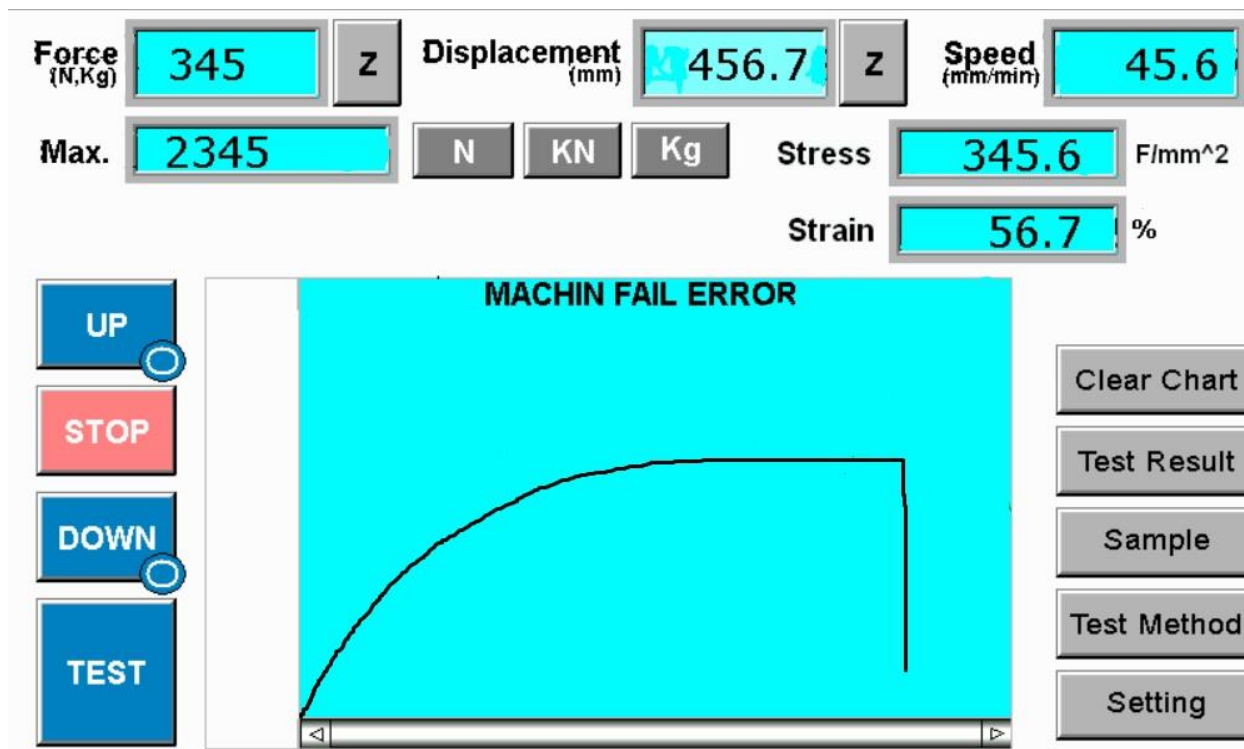 Force 345 Z Displacement 456.7 Z Speed 45.6
(N,Kg) (mm) (mm/min)
Max. 2345 N KN Kg Stress 345.6 F/mm^2
Strain 56.7 %
MACHIN FAIL ERROR
UP
STOP
DOWN
TEST
Clear Chart
Test Result
Sample
Test Method
Setting